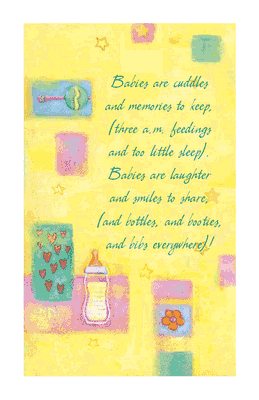 Babies are cuddles
and memories to keep,
(three a.m. feedings
and too little sleep).
Babies are laughter
and smiles to share,
(and bottles, and booties,
and bibs everywhere)!